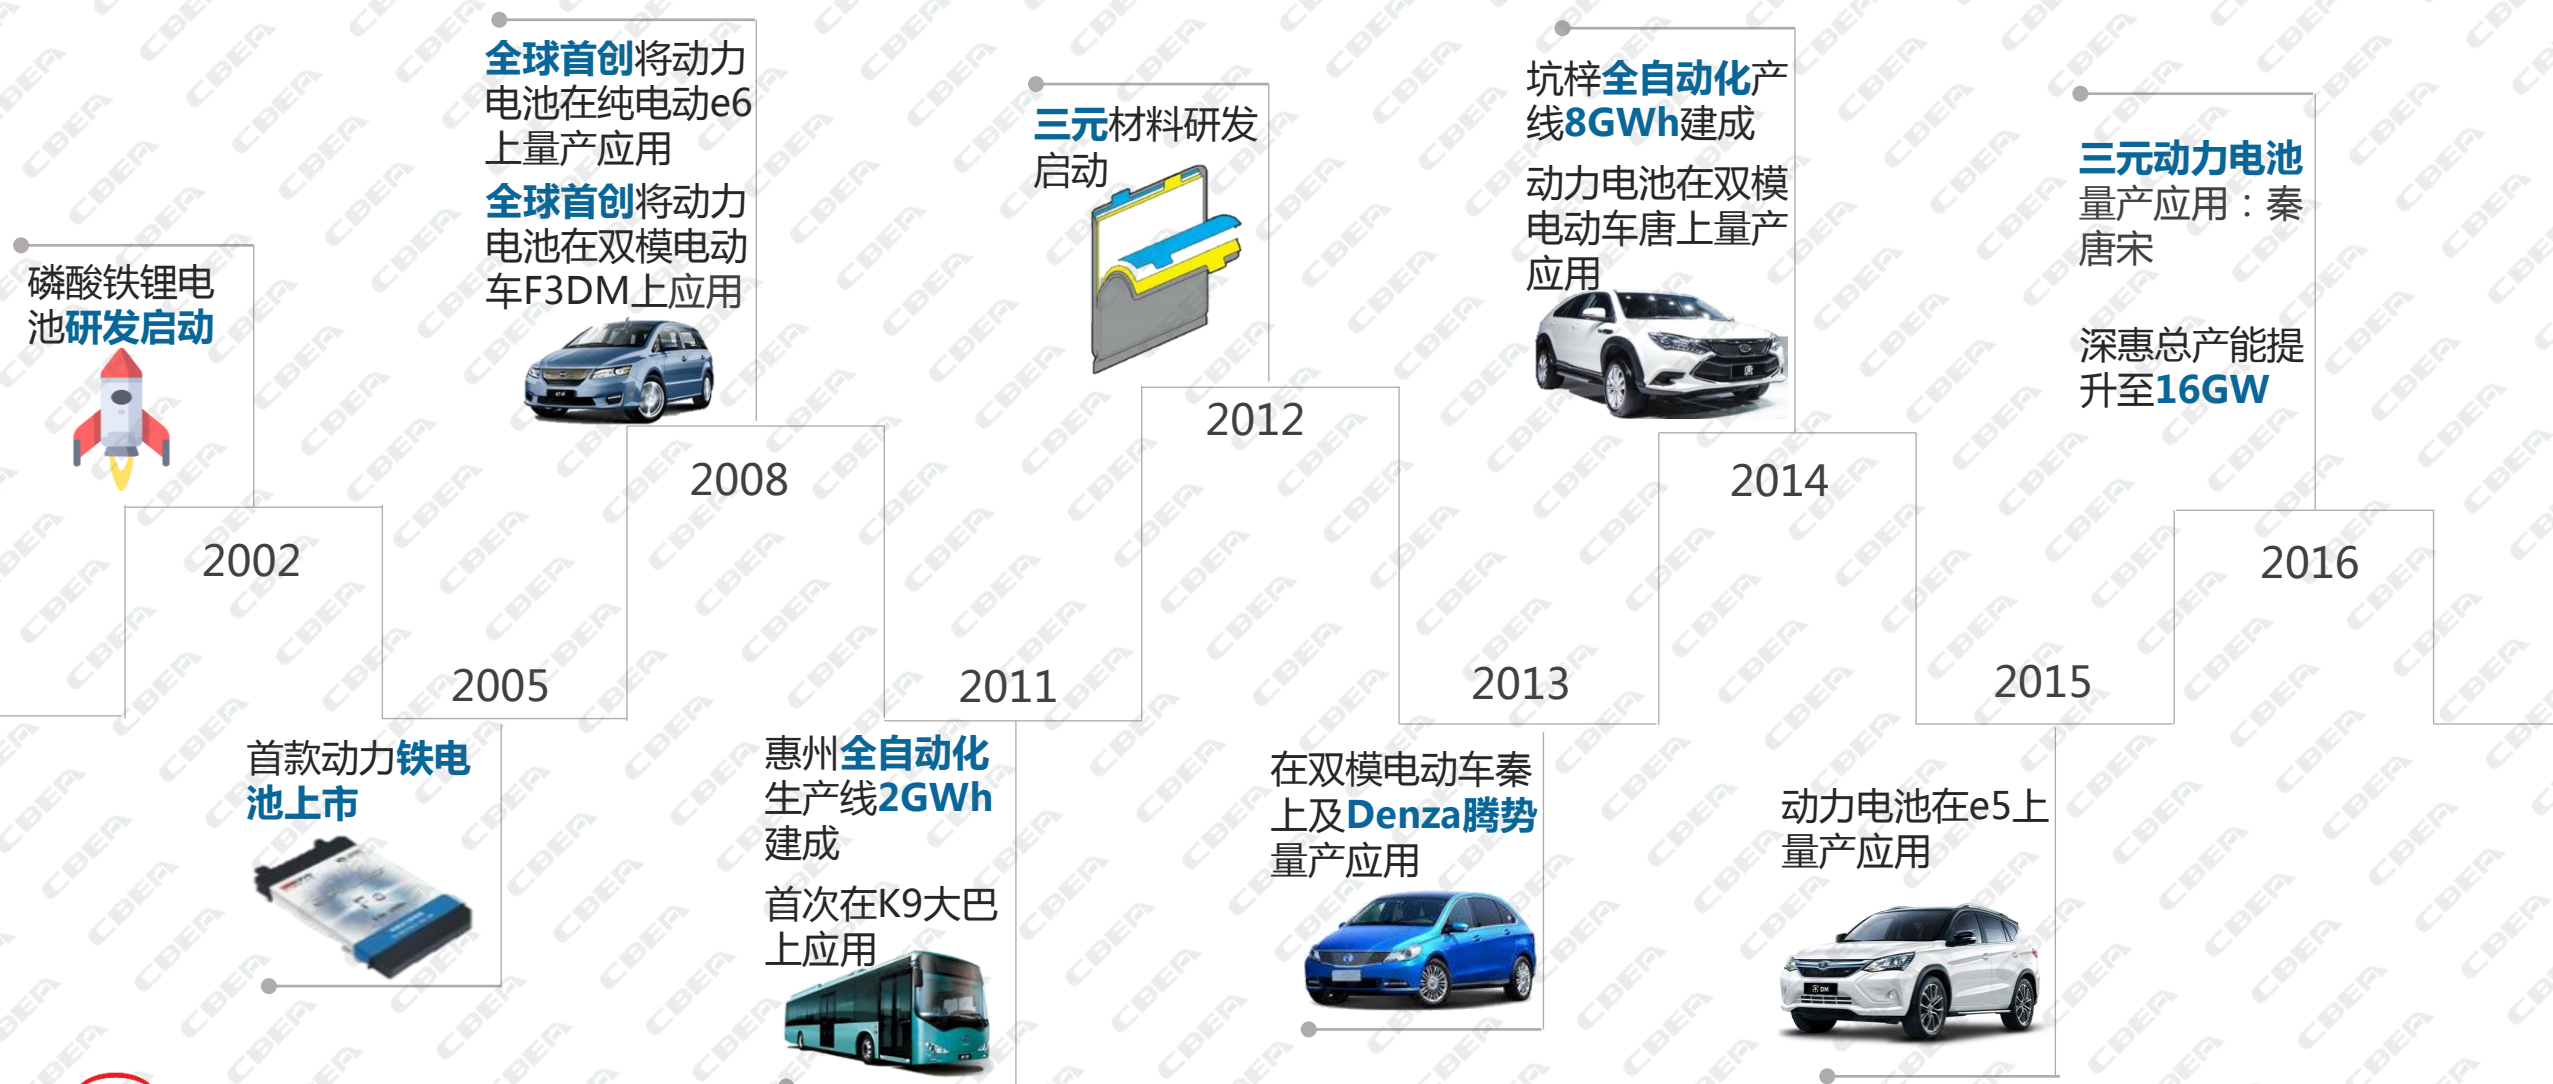 磷酸铁锂电
池研发启动
2002
2005
首款动力铁电
池上市
全球首创将动力
电池在纯电动e6
上量产应用
全球首创将动力
电池在双模电动
车F3DM上应用
2008
2011
惠州全自动化
生产线2GWh
建成
首次在K9大巴
上应用
三元材料研发
启动
2012
2013
在双模电动车秦
上及Denza腾势
量产应用
坑梓全自动化产
线8GWh建成
动力电池在双模
电动车唐上量产
应用
唐
2014
2015
动力电池在e5上
量产应用
宋DM
三元动力电池
量产应用：秦
唐宋
深惠总产能提
升至16GW
2016
e6
CBEA